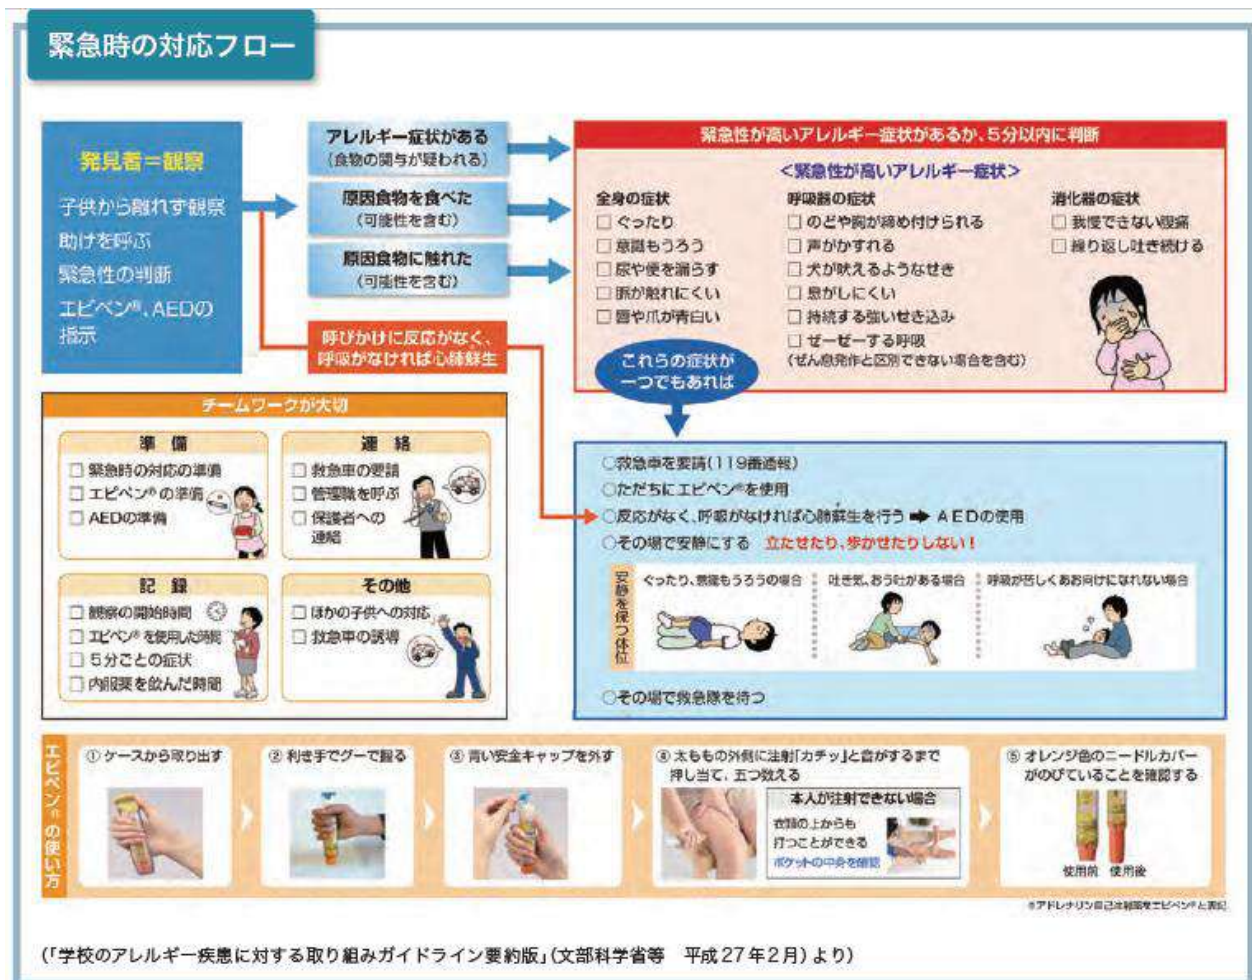 緊急時の対応フロー
発見者=観察
子供から離れず観察
助けを呼ぶ
緊急性の判断
エピペン®、AEDの
指示
アレルギー症状がある
(食物の関与が疑われる)
原因食物を食べた
(可能性を含む)
原因食物に触れた
(可能性を含む)
呼びかけに反応がなく、
呼吸がなければ心肺蘇生
緊急性が高いアレルギー症状があるか、5分以内に判断
<緊急性が高いアレルギー症状>
全身の症状
□ ぐったり
□ 意識もうろう
□ 尿や便を漏らす
□ 脈が触れにくい
□ 唇や爪が青白い
呼吸器の症状
□ のどや胸が締め付けられる
□ 声がかすれる
□ 犬が吠えるようなせき
□ 息がしにくい
□ 持続する強いせき込み
□ ぜーぜーする呼吸
(ぜん息発作と区別できない場合を含む)
消化器の症状
□ 我慢できない腹痛
□ 繰り返し吐き続ける
これらの症状が
一つでもあれば
チームワークが大切
準備
□ 緊急時の対応の準備
□ エピペン®の準備
□ AEDの準備
連絡
□ 救急車の要請
□ 管理職を呼ぶ
□ 保護者への
連絡
記録
□ 観察の開始時間
□ エピペン®を使用した時間
□ 5分ごとの症状
□ 内服薬を飲んだ時間
その他
□ ほかの子供への対応
□ 救急車の誘導
○救急車を要請(119番通報)
○ただちにエピペン®を使用
○反応がなく、呼吸がなければ心肺蘇生を行う ➡ AEDの使用
○その場で安静にする 立たせたり、歩かせたりしない!
安静を保つ体位
ぐったり、意識もうろうの場合
吐き気、おう吐がある場合
呼吸が苦しくあお向けになれない場合
○その場で救急隊を待つ
エピペン®の使い方
① ケースから取り出す
② 利き手でグーで握る
③ 青い安全キャップを外す
④ 太ももの外側に注射「カチッ」と音がするまで
押し当て、五つ数える
本人が注射できない場合
衣類の上からも
打つことができる
ポケットの中身を確認
⑤ オレンジ色のニードルカバー
がのびていることを確認する
使用前 使用後
※アドレナリン自己注射薬をエピペン®と表記
(「学校のアレルギー疾患に対する取り組みガイドライン要約版」(文部科学省等 平成27年2月)より)